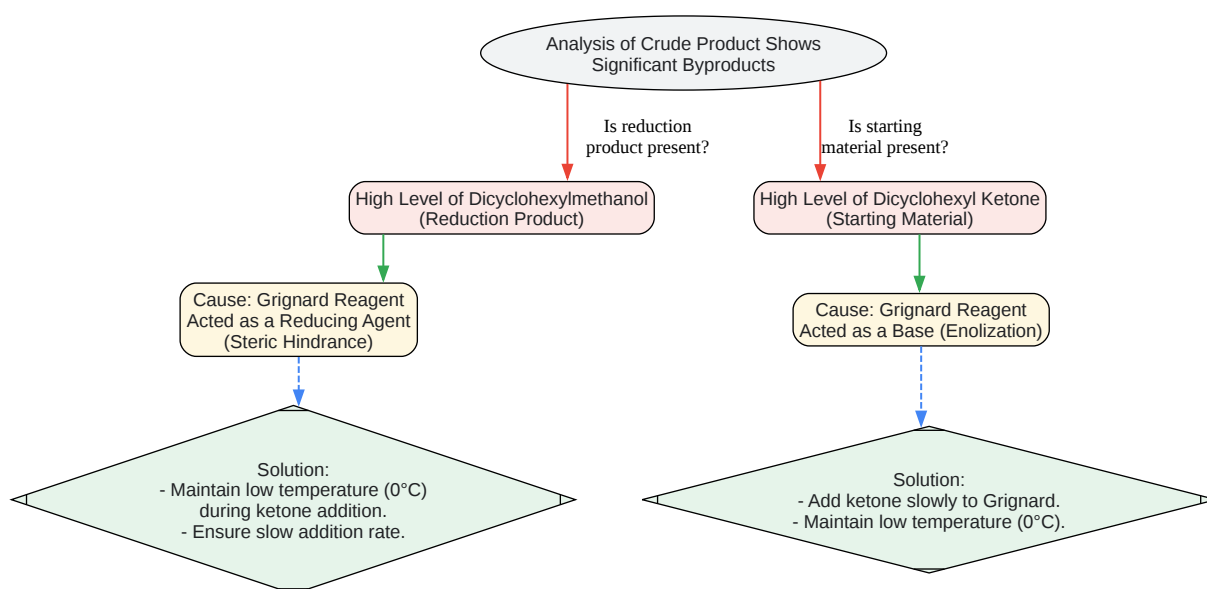 Analysis of Crude Product Shows
Significant Byproducts
Is reduction
product present?
Is starting
material present?
High Level of Dicyclohexylmethanol
(Reduction Product)
High Level of Dicyclohexyl Ketone
(Starting Material)
Cause: Grignard Reagent
Acted as a Reducing Agent
(Steric Hindrance)
Cause: Grignard Reagent
Acted as a Base (Enolization)
Solution:
- Maintain low temperature (0°C)
during ketone addition.
- Ensure slow addition rate.
Solution:
- Add ketone slowly to Grignard.
- Maintain low temperature (0°C).